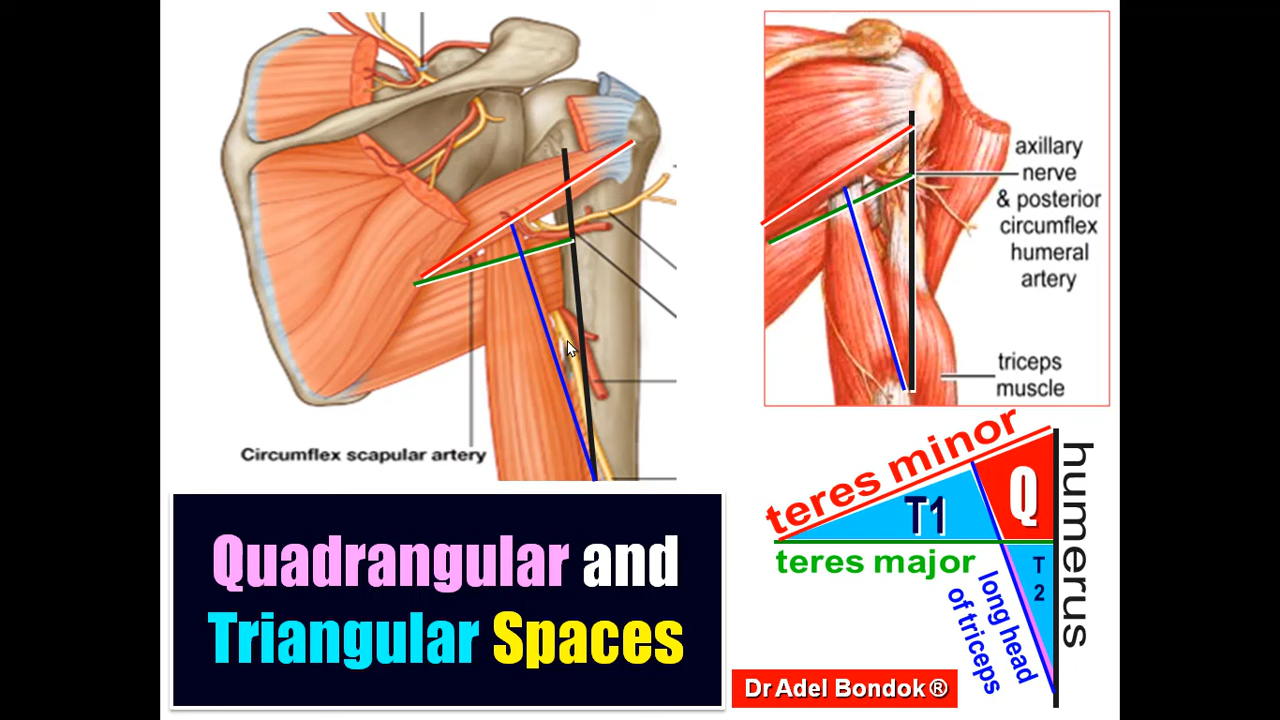 axillary
nerve
& posterior
circumflex
humeral
artery
triceps
muscle
Circumflex scapular artery
Quadrangular and
Triangular Spaces
teres minor
T1
Q
humerus
teres major
T
2
long head
of triceps
Dr Adel Bondok ®